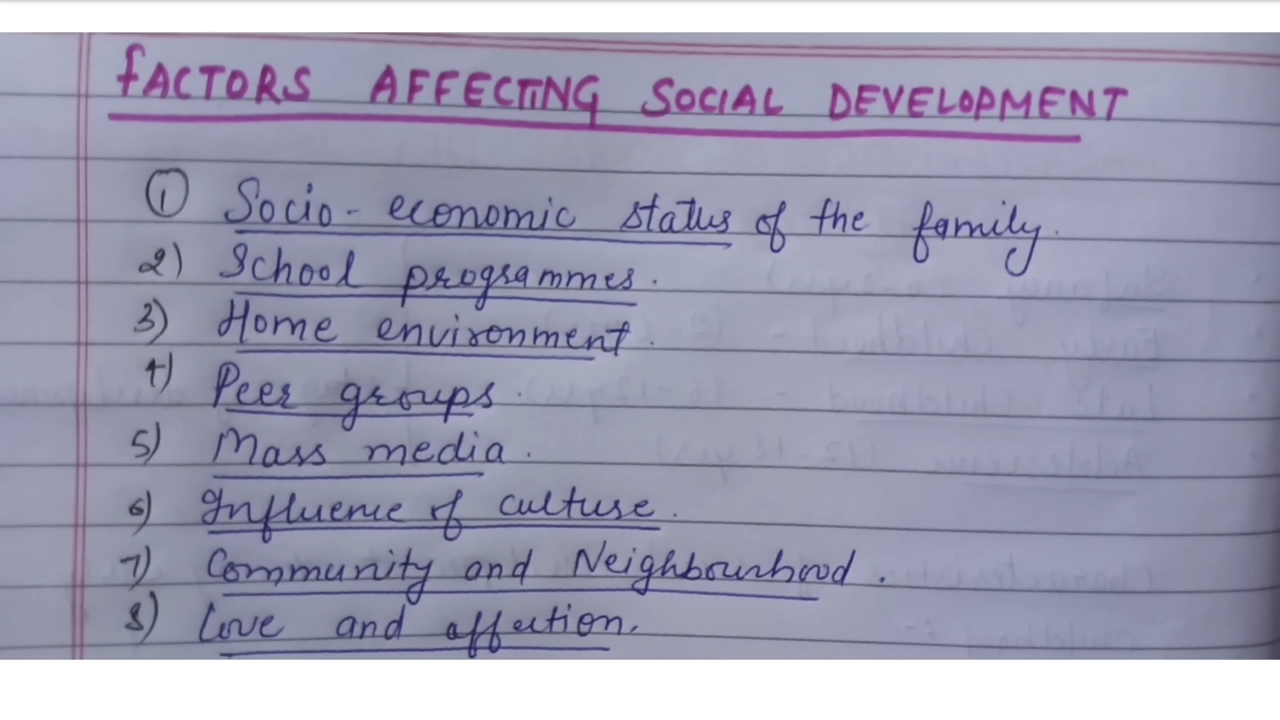 FACTORS AFFECTING SOCIAL DEVELOPMENT
① Socio-economic status of the family.
2) School programmes.
3) Home environment.
4) Peer groups.
5) Mass media.
6) Influence of culture.
7) Community and Neighbourhood.
8) Love and affection.